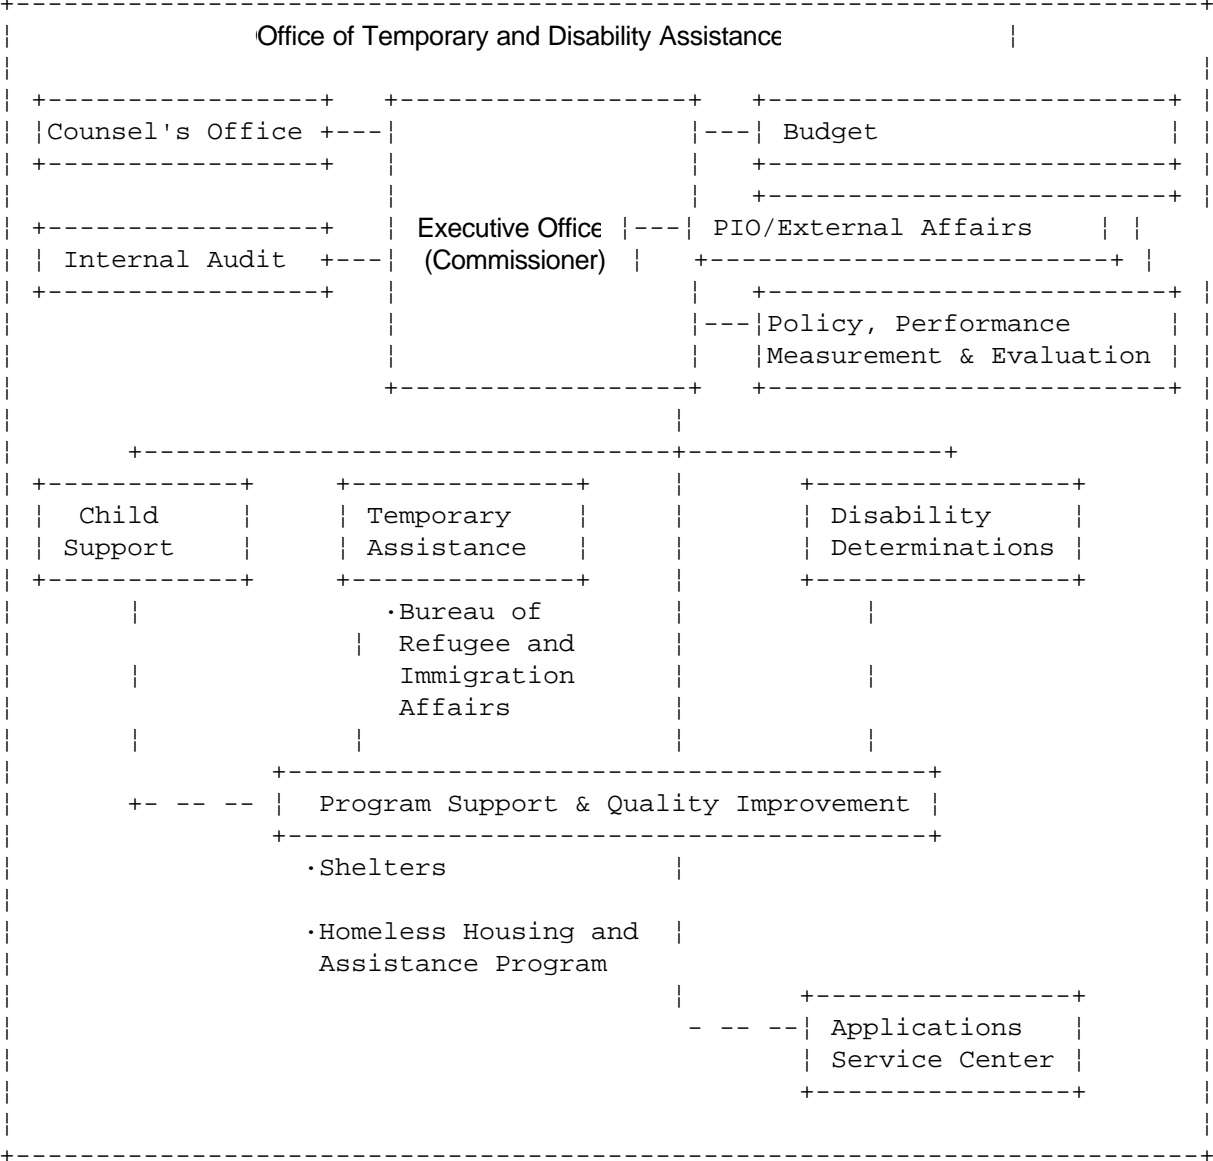 Office of Temporary and Disability Assistance
Counsel's Office
Budget
Executive Office
PIO/External Affairs
Internal Audit
(Commissioner)
Policy, Performance
Measurement & Evaluation
Child
Support
Temporary
Assistance
Disability
Determinations
·Bureau of
Refugee and
Immigration
Affairs
Program Support & Quality Improvement
·Shelters
·Homeless Housing and
Assistance Program
Applications
Service Center